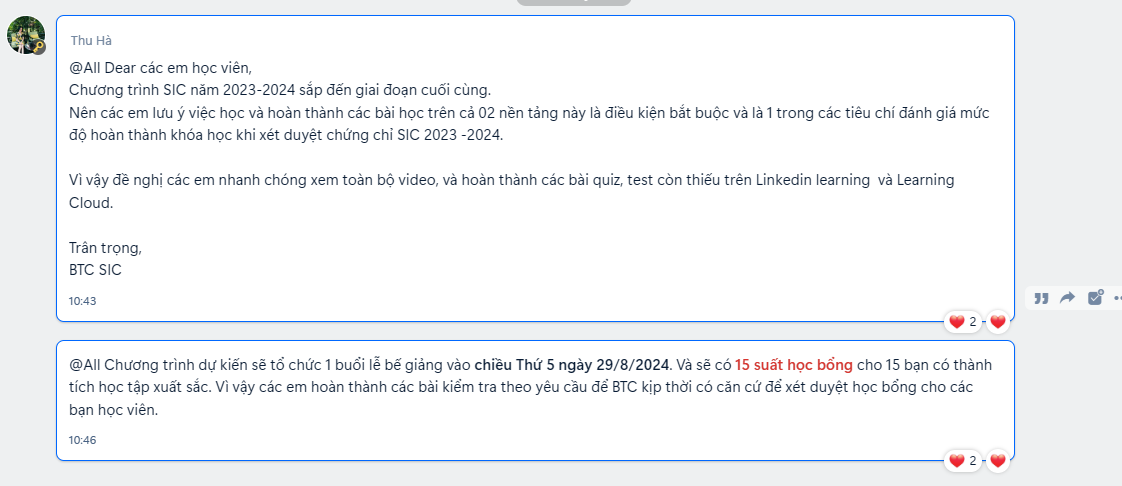 Thu Hà
@All Dear các em học viên,
Chương trình SIC năm 2023-2024 sắp đến giai đoạn cuối cùng.
Nên các em lưu ý việc học và hoàn thành các bài học trên cả 02 nền tảng này là điều kiện bắt buộc và là 1 trong các tiêu chí đánh giá mức
độ hoàn thành khóa học khi xét duyệt chứng chỉ SIC 2023 -2024.
Vì vậy đề nghị các em nhanh chóng xem toàn bộ video, và hoàn thành các bài quiz, test còn thiếu trên Linkedin learning  và Learning
Cloud.
Trân trọng,
BTC SIC
10:43
2
@All Chương trình dự kiến sẽ tổ chức 1 buổi lễ bế giảng vào chiều Thứ 5 ngày 29/8/2024. Và sẽ có 15 suất học bổng cho 15 bạn có thành
tích học tập xuất sắc. Vì vậy các em hoàn thành các bài kiểm tra theo yêu cầu để BTC kịp thời có căn cứ để xét duyệt học bổng cho các
bạn học viên.
10:46
2